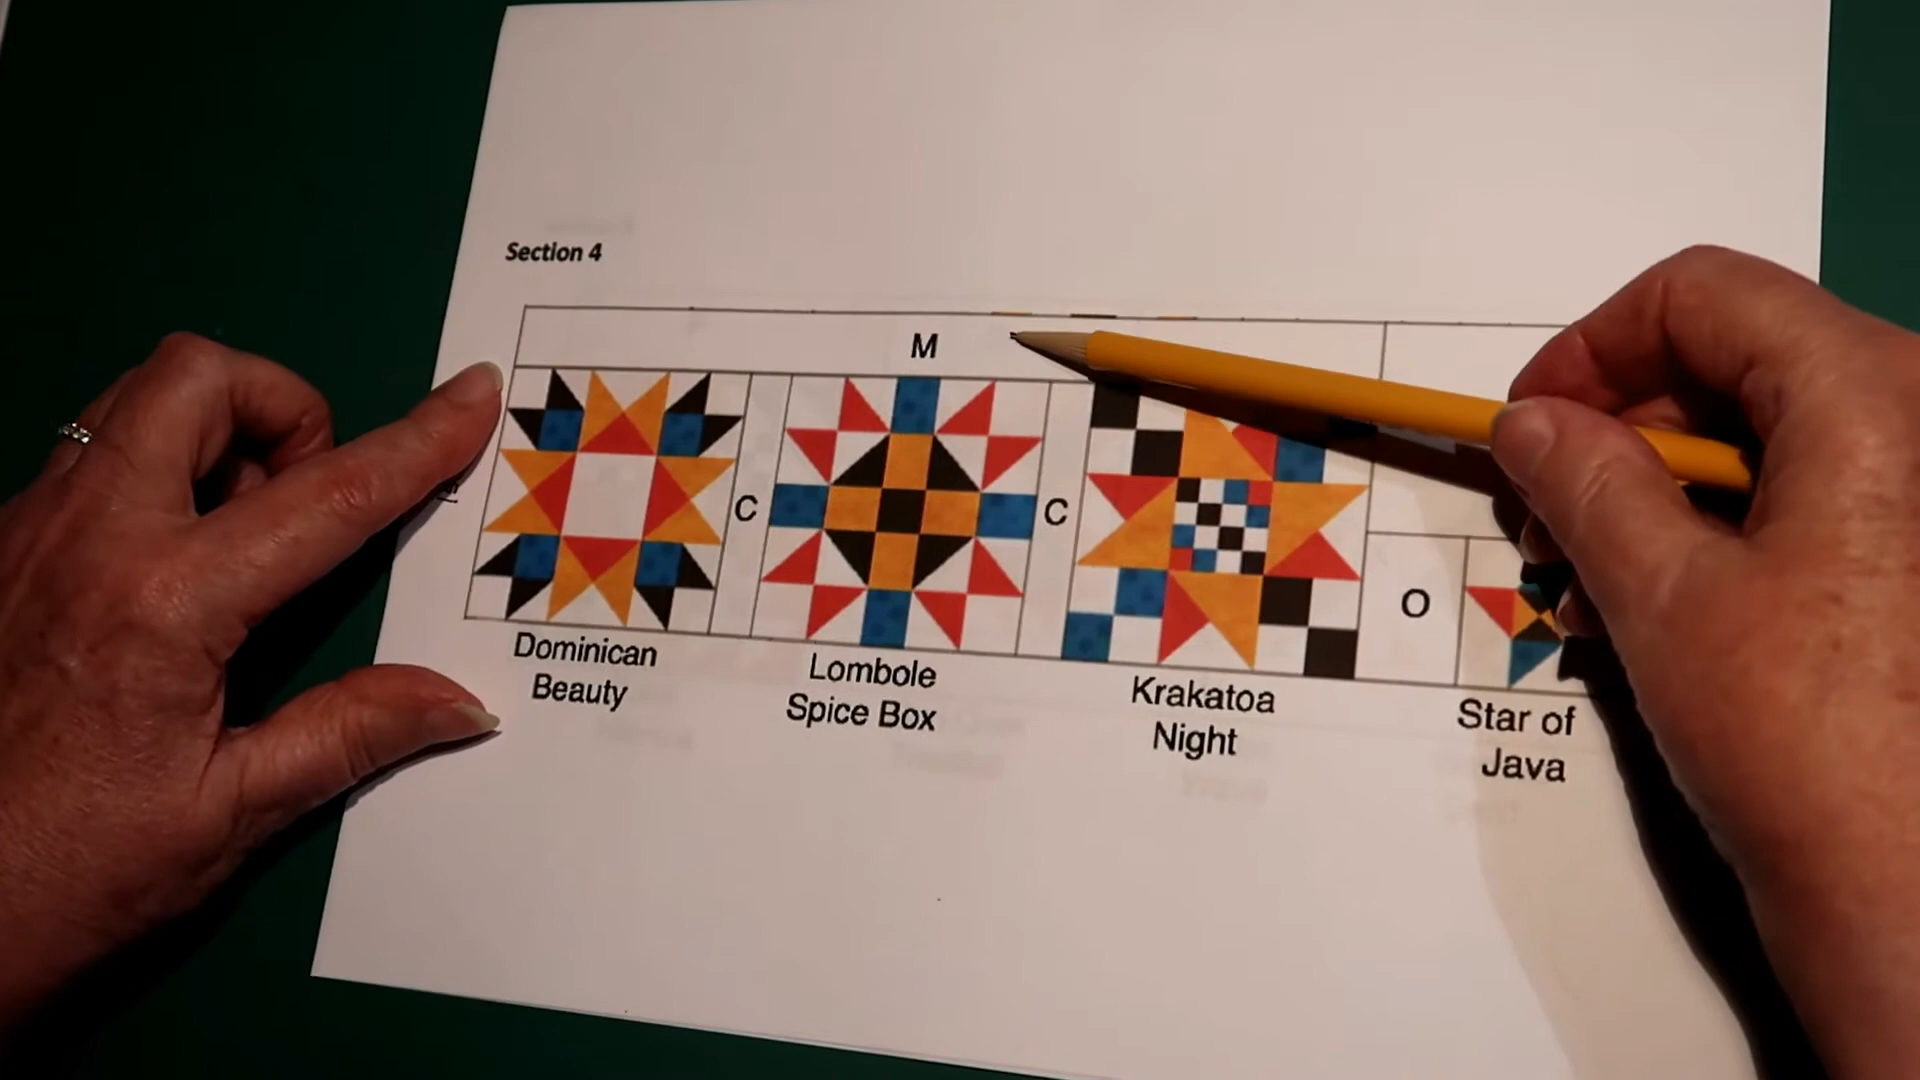 Section 4
M
C
C
O
Dominican
Beauty
Lombole
Spice Box
Krakatoa
Night
Star of
Java